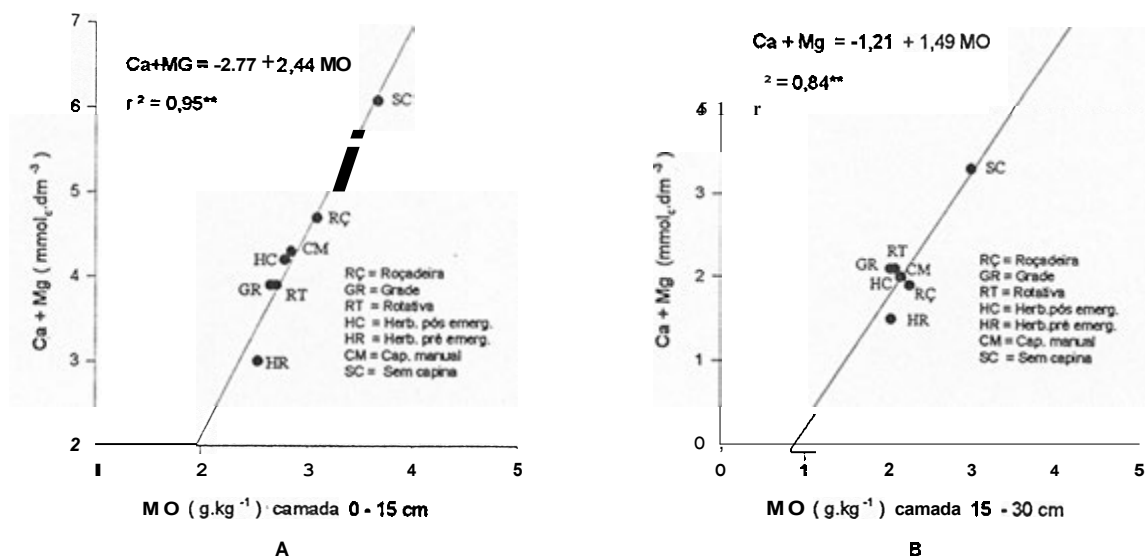 7
6
5
4
3
2
Ca + Mg ( mmolc.dm-3)
Ca+MG = -2.77 + 2,44 MO
r ² = 0,95**
SC
RÇ
CM
HC
GR
RT
HR
RÇ = Roçadeira
GR = Grade
RT = Rotativa
HC = Herb. pós emerg.
HR = Herb. pré emerg.
CM = Cap. manual
SC = Sem capina
1 2 3 4 5
MO ( g.kg -1 ) camada 0 - 15 cm
A
Ca + Mg = -1,21 + 1,49 MO
² = 0,84**
r
3
2
1
0
Ca + Mg (mmolc.dm-3)
SC
RT
GR
CM
HC
RÇ
HR
RÇ = Roçadeira
GR = Grade
RT = Rotativa
HC = Herb.pós emerg.
HR = Herb.pré emerg.
CM = Cap. manual
SC = Sem capina
0 1 2 3 4 5
MO ( g.kg -1 ) camada 15 - 30 cm
B